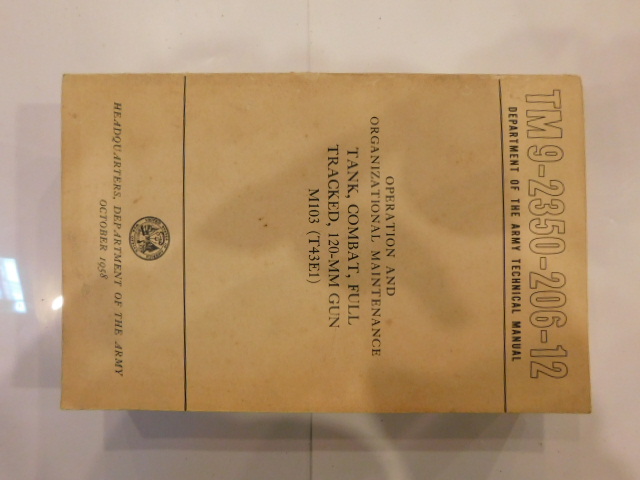 TM 9-2350-206-12
DEPARTMENT OF THE ARMY TECHNICAL MANUAL
OPERATION AND
ORGANIZATIONAL MAINTENANCE
TANK, COMBAT, FULL
TRACKED, 120-MM GUN
M103 (T43E1)
HEADQUARTERS, DEPARTMENT OF THE ARMY
OCTOBER 1958